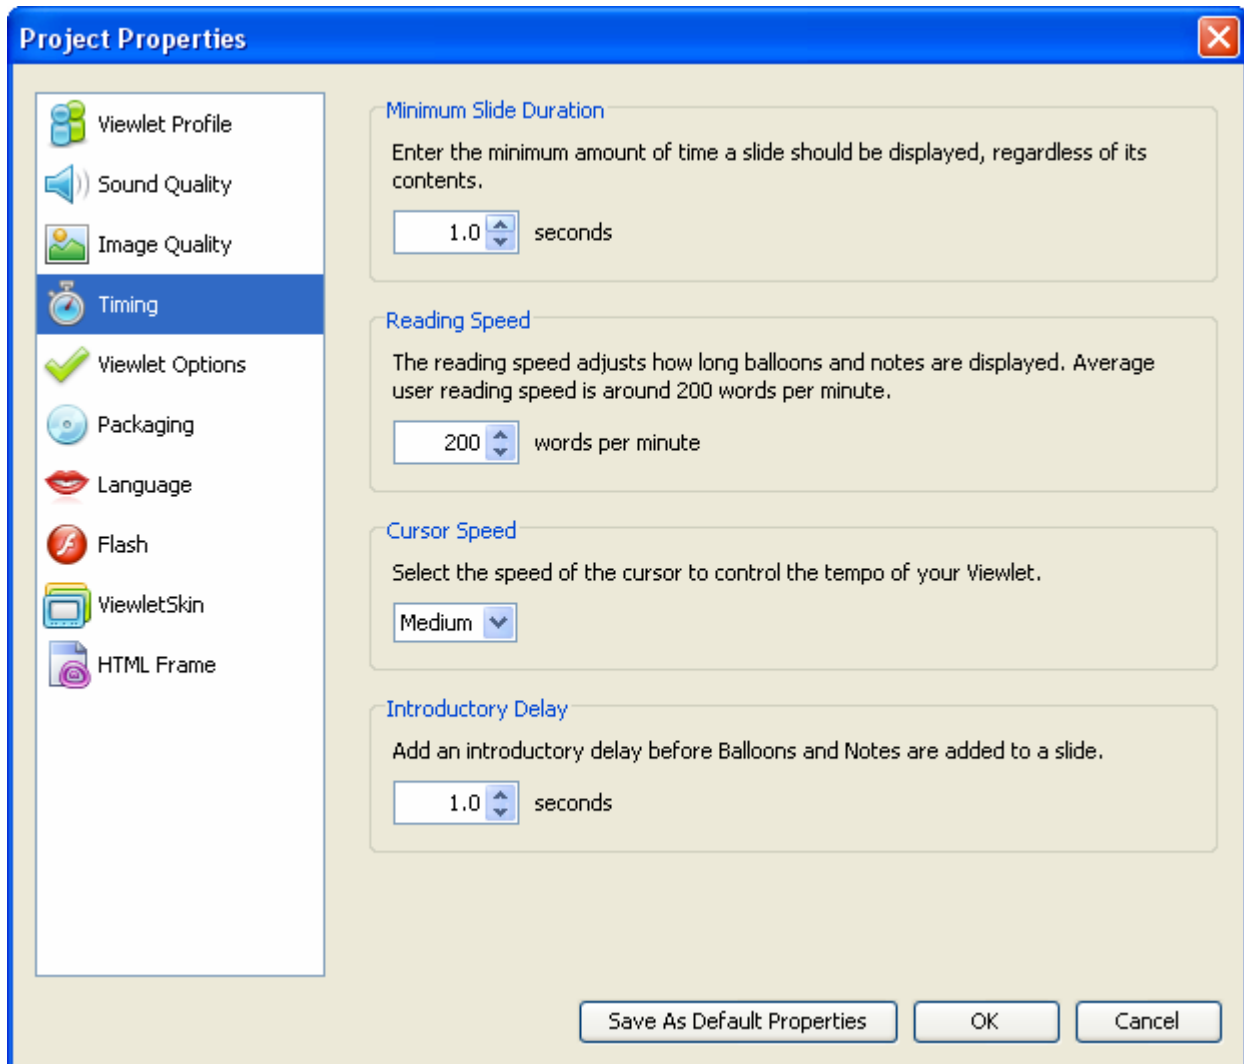 Project Properties
Viewlet Profile
Sound Quality
Image Quality
Timing
Viewlet Options
Packaging
Language
Flash
ViewletSkin
HTML Frame
Minimum Slide Duration
Enter the minimum amount of time a slide should be displayed, regardless of its
contents.
1.0 seconds
Reading Speed
The reading speed adjusts how long balloons and notes are displayed. Average
user reading speed is around 200 words per minute.
200 words per minute
Cursor Speed
Select the speed of the cursor to control the tempo of your Viewlet.
Medium
Introductory Delay
Add an introductory delay before Balloons and Notes are added to a slide.
1.0 seconds
Save As Default Properties OK Cancel